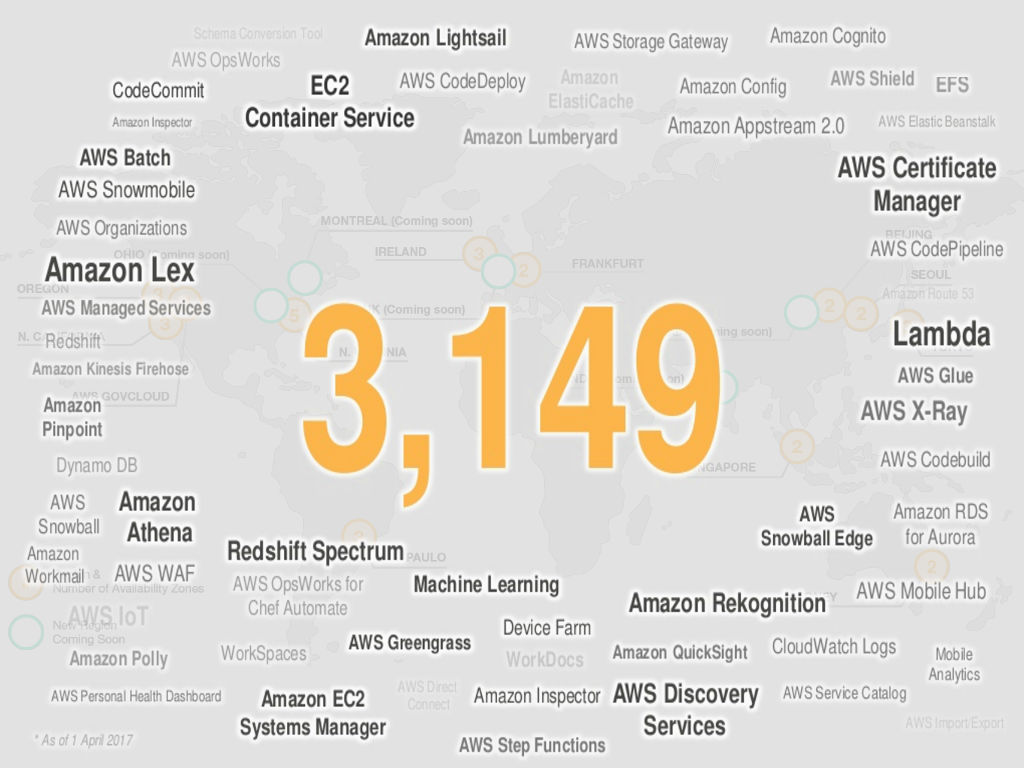 Schema Conversion Tool
Amazon Lightsail
AWS Storage Gateway
Amazon Cognito
AWS OpsWorks
CodeCommit
EC2
Container Service
AWS CodeDeploy
Amazon
ElastiCache
Amazon Config
AWS Shield
EFS
Amazon Inspector
Amazon Lumberyard
Amazon Appstream 2.0
AWS Elastic Beanstalk
AWS Batch
AWS Snowmobile
AWS Certificate
Manager
AWS Organizations
MONTREAL (Coming soon)
IRELAND
3
2
FRANKFURT
BEIJING
AWS CodePipeline
OHIO (Coming soon)
Amazon Lex
SEOUL
OREGON
AWS Managed Services
3
5
(Coming soon)
2
2
Amazon Route 53
Redshift
3,149
Lambda
Amazon Kinesis Firehose
AWS Glue
AWS GOVCLOUD
Amazon
Pinpoint
AWS X-Ray
2
Dynamo DB
AWS Codebuild
AWS
Snowball
Amazon
Athena
AWS
Snowball Edge
Amazon RDS
for Aurora
Redshift Spectrum
PAULO
Amazon
Workmail
AWS WAF
Number of Availability Zones
AWS OpsWorks for
Chef Automate
Machine Learning
2
AWS Mobile Hub
Amazon Rekognition
AWS IoT
New Region
Coming Soon
Device Farm
AWS Greengrass
WorkSpaces
Amazon Polly
WorkDocs
Amazon QuickSight
CloudWatch Logs
Mobile
Analytics
AWS Personal Health Dashboard
Amazon EC2
Systems Manager
AWS Direct
Connect
Amazon Inspector
AWS Discovery
Services
AWS Service Catalog
AWS Import/Export
* As of 1 April 2017
AWS Step Functions